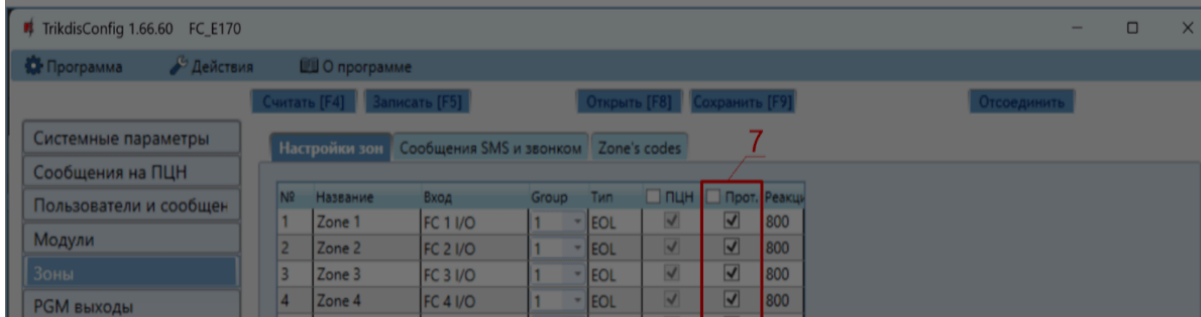 TrikdisConfig 1.66.60 FC_E170
Программа Действия О программе
Считать [F4] Записать [F5] Открыть [F8] Сохранить [F9] Отсоединить
Системные параметры
Сообщения на ПЦН
Пользователи и сообщен
Модули
Зоны
PGM выходы
Настройки зон Сообщения SMS и звонком Zone's codes
7
№ Название Вход Group Тип ПЦН Прот. Реакци
1 Zone 1 FC 1 I/O 1 EOL 800
2 Zone 2 FC 2 I/O 1 EOL 800
3 Zone 3 FC 3 I/O 1 EOL 800
4 Zone 4 FC 4 I/O 1 EOL 800